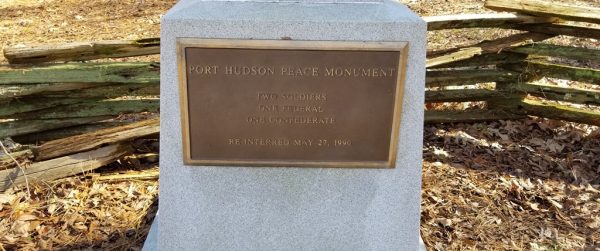 PORT HUDSON PEACE MONUMENT
TWO SOLDIERS
ONE FEDERAL
ONE CONFEDERATE
RE-INTERRED MAY 27, 1990